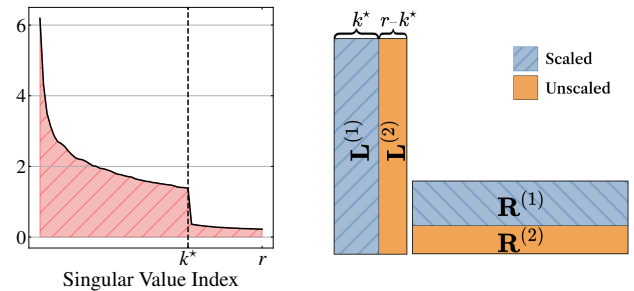 6
4
2
0
k⋆
r
Singular Value Index
k⋆
r–k⋆
L(1)
L(2)
R(1)
R(2)
Scaled
Unscaled